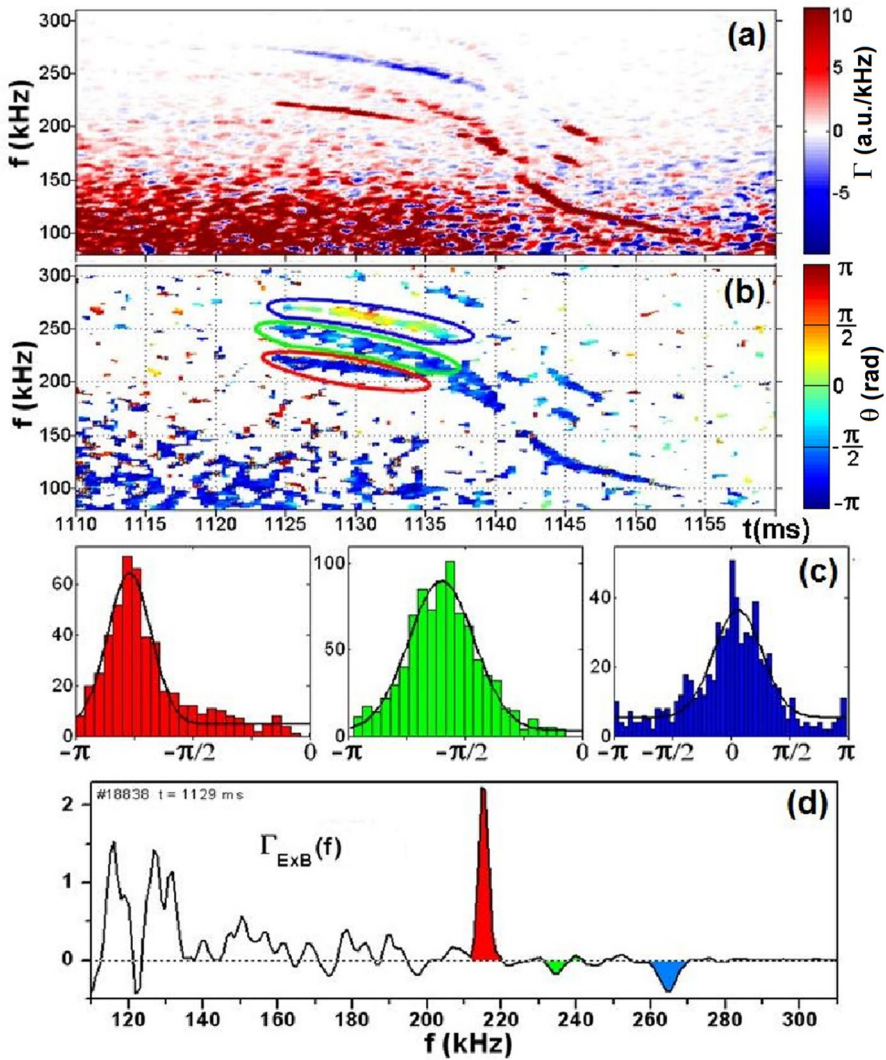 300
250
200
150
100
f (kHz)
(a)
10
5
-5
Γ (a.u./kHz)
300
250
200
150
100
f (kHz)
(b)
π
π/2
0
-π/2
-π
θ (rad)
1110 1115 1120 1125 1130 1135 1140 1145 1150 1155
t(ms)
60
40
20
0
-π -π/2 0
100
50
0
-π -π/2 0
(c)
40
20
0
-π -π/2 0 π/2 π
#18838 t = 1129 ms
(d)
Γ ExB (f)
2
1
0
120 140 160 180 200 220 240 260 280 300
f (kHz)